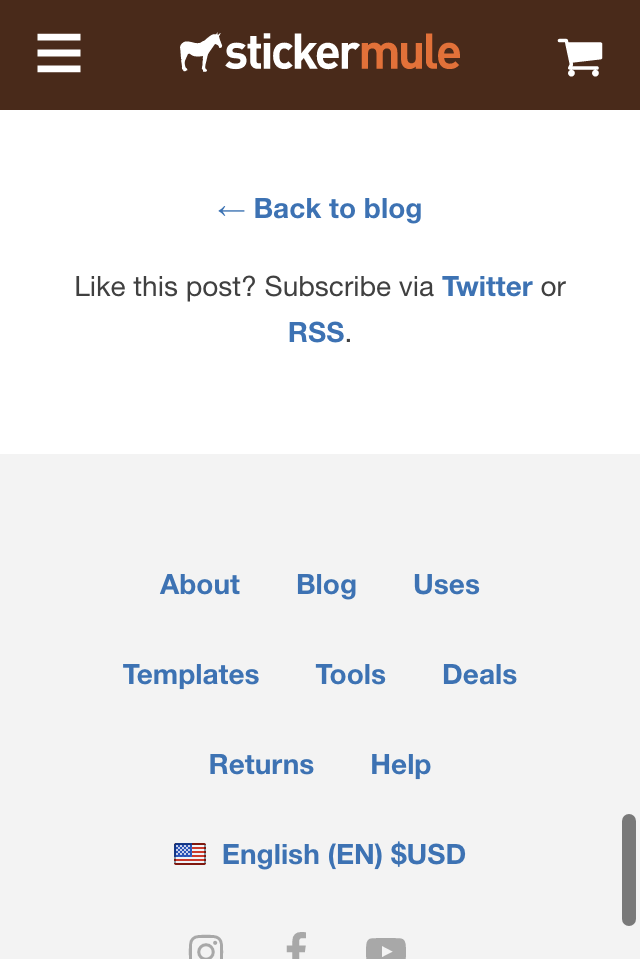 stickermule
← Back to blog
Like this post? Subscribe via Twitter or
RSS.
About Blog Uses
Templates Tools Deals
Returns Help
English (EN) $USD